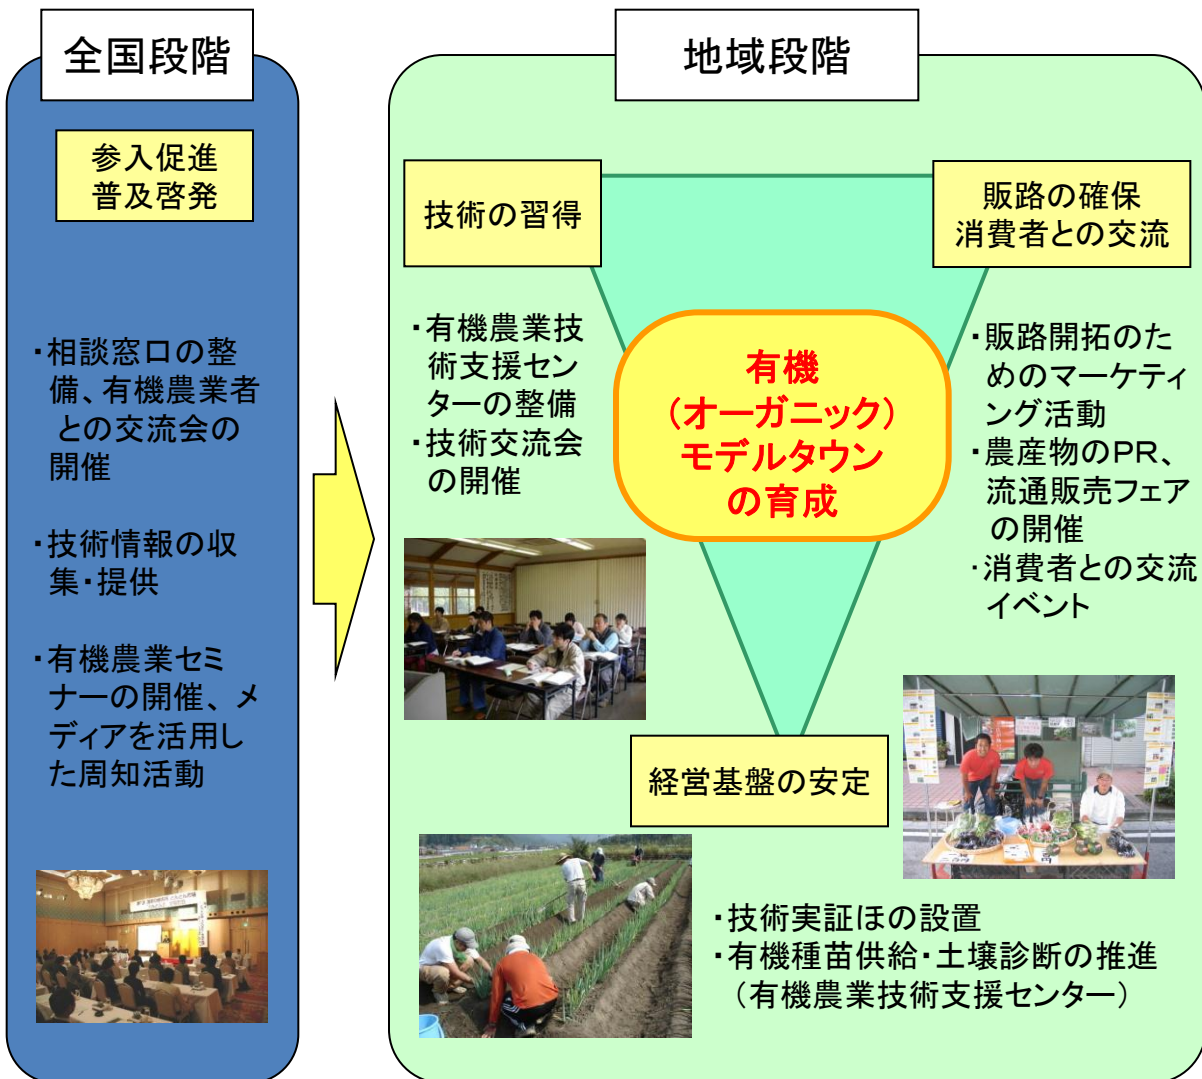 全国段階
参入促進
普及啓発
・相談窓口の整
備、有機農業者
との交流会の
開催
・技術情報の収
集・提供
・有機農業セミ
ナーの開催、メ
ディアを活用し
た周知活動
地域段階
技術の習得
・有機農業技
術支援セン
ターの整備
・技術交流会
の開催
販路の確保
消費者との交流
・販路開拓のた
めのマーケティ
ング活動
・農産物のPR、
流通販売フェア
の開催
・消費者との交流
イベント
有機
（オーガニック）
モデルタウン
の育成
経営基盤の安定
・技術実証ほの設置
・有機種苗供給・土壌診断の推進
（有機農業技術支援センター）